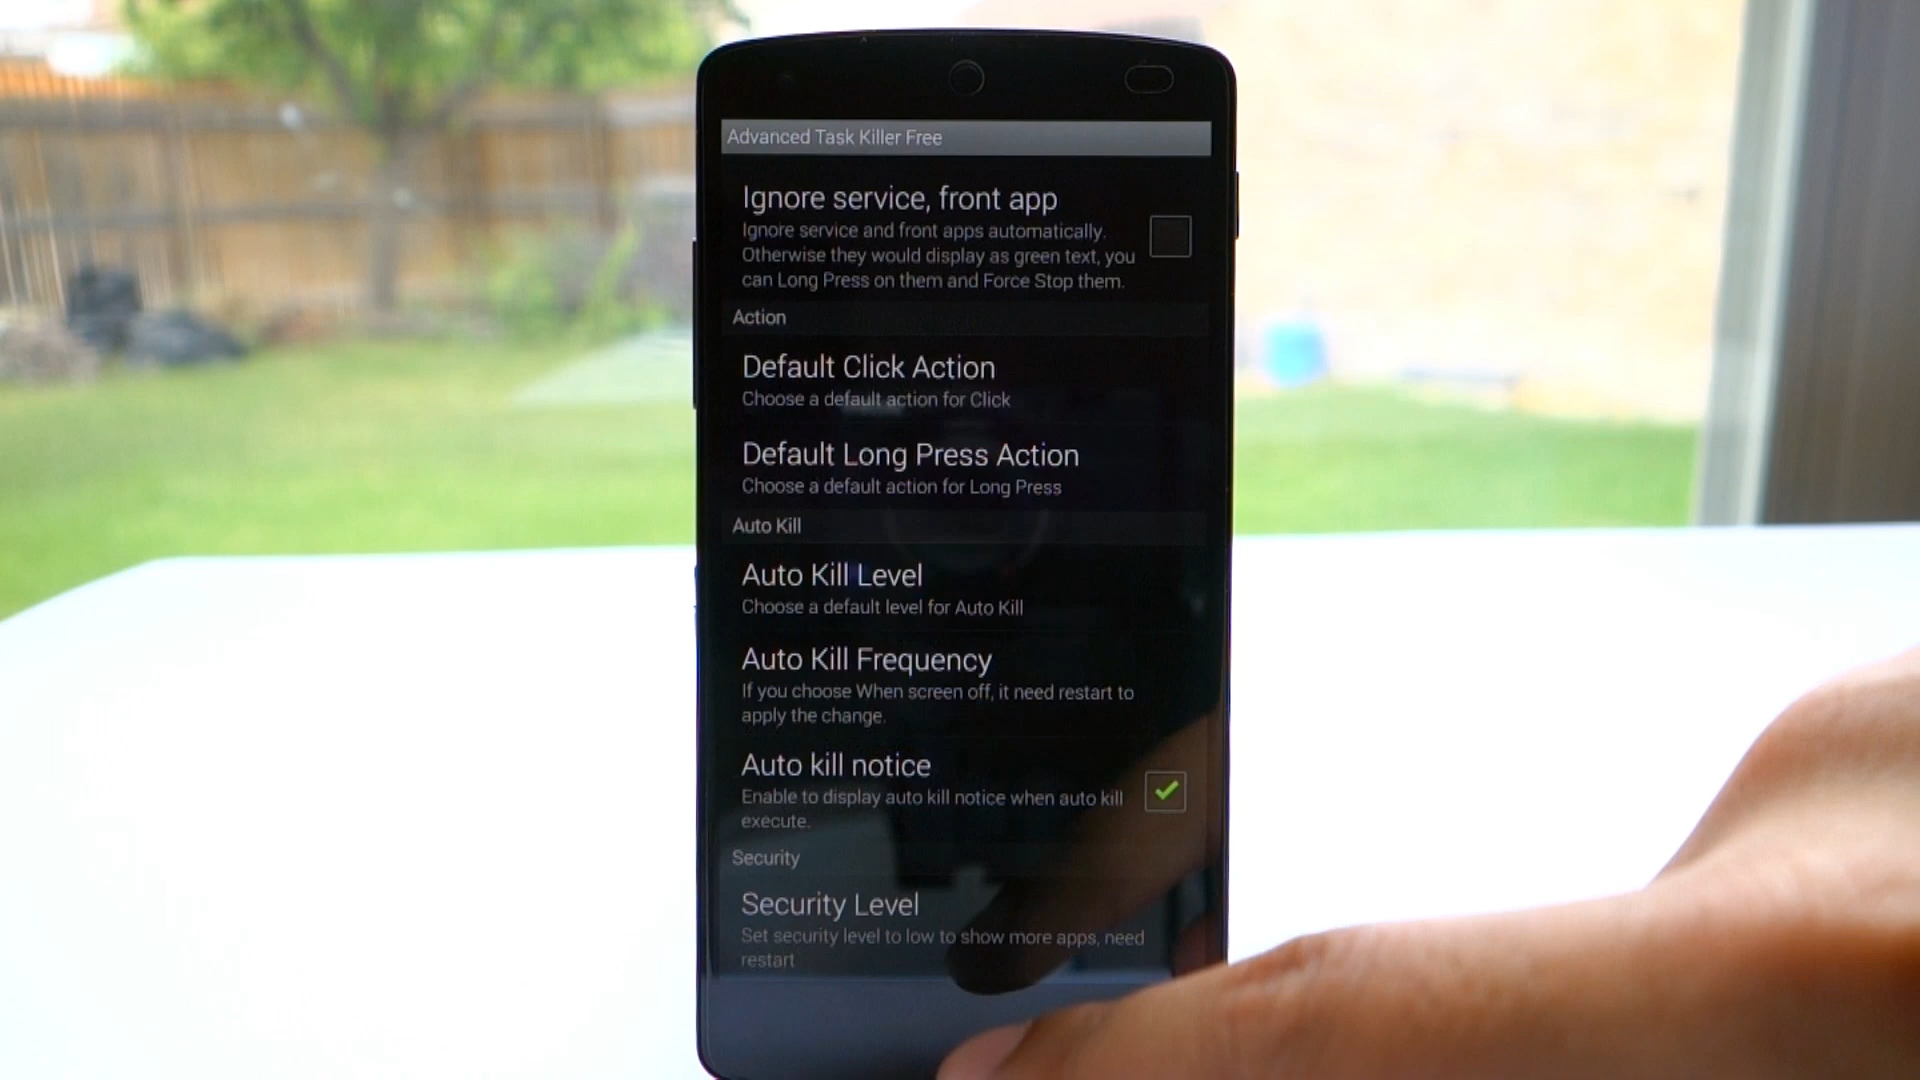 Advanced Task Killer Free
Ignore service, front app
Ignore service and front apps automatically.
Otherwise they would display as green text, you
can Long Press on them and Force Stop them.
Action
Default Click Action
Choose a default action for Click
Default Long Press Action
Choose a default action for Long Press
Auto Kill
Auto Kill Level
Choose a default level for Auto Kill
Auto Kill Frequency
If you choose When screen off, it need restart to
apply the change.
Auto kill notice
Enable to display auto kill notice when auto kill
execute.
Security
Security Level
Set security level to low to show more apps, need
restart